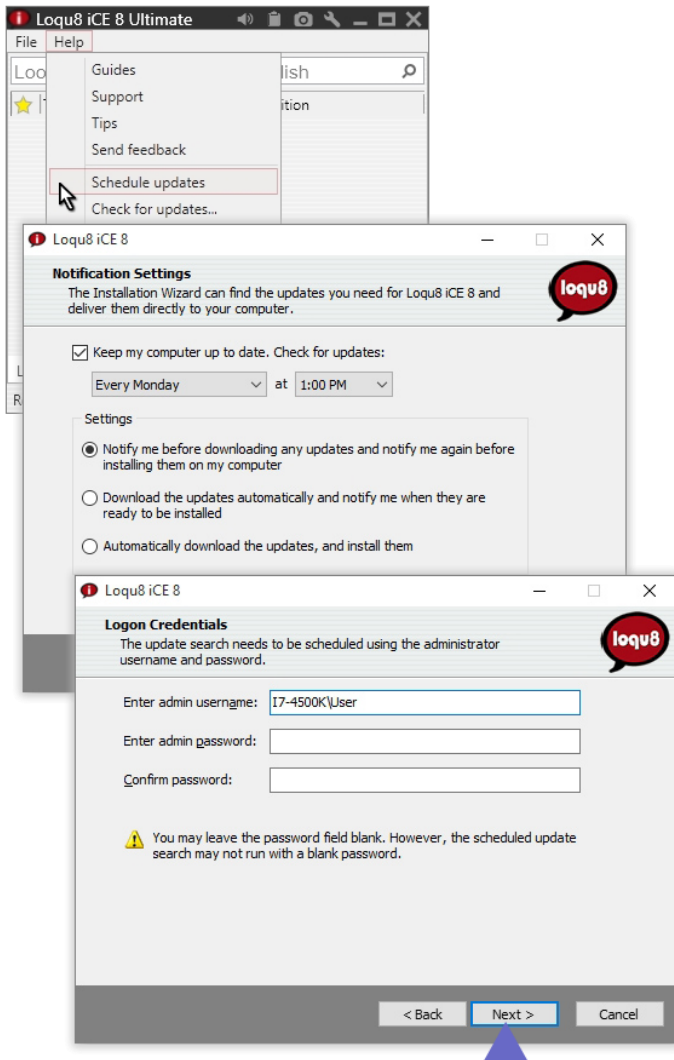 Loqu8 iCE 8 Ultimate
File Help
Loo
lish
ition
Guides
Support
Tips
Send feedback
Schedule updates
Check for updates...
L
R
Loqu8 iCE 8
Notification Settings
The Installation Wizard can find the updates you need for Loqu8 iCE 8 and
deliver them directly to your computer.
loqu8
Keep my computer up to date. Check for updates:
Every Monday at 1:00 PM
Settings
Notify me before downloading any updates and notify me again before
installing them on my computer
Download the updates automatically and notify me when they are
ready to be installed
Automatically download the updates, and install them
Loqu8 iCE 8
Logon Credentials
The update search needs to be scheduled using the administrator
username and password.
loqu8
Enter admin username: I7-4500K\User
Enter admin password:
Confirm password:
You may leave the password field blank. However, the scheduled update
search may not run with a blank password.
< Back Next > Cancel